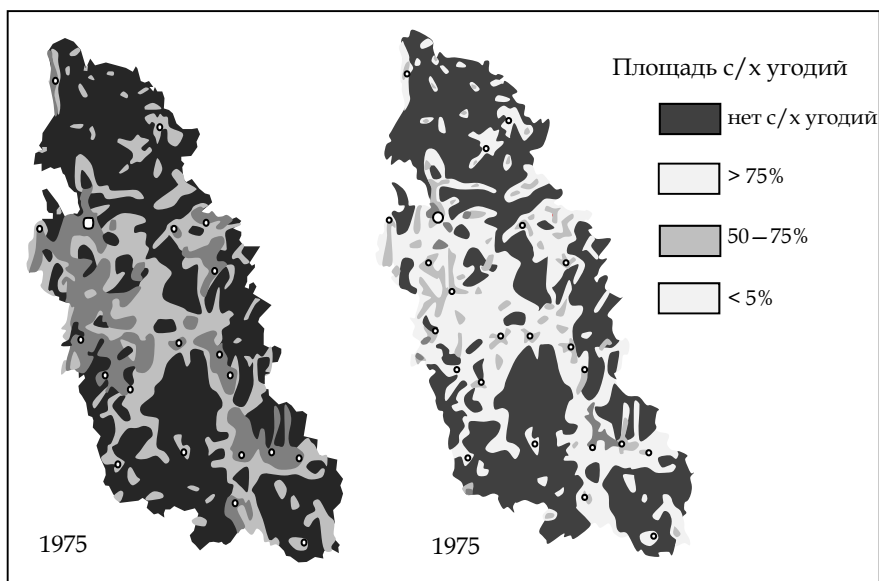 Площадь с/х угодий
нет с/х угодий
> 75%
50—75%
< 5%
1975
1975